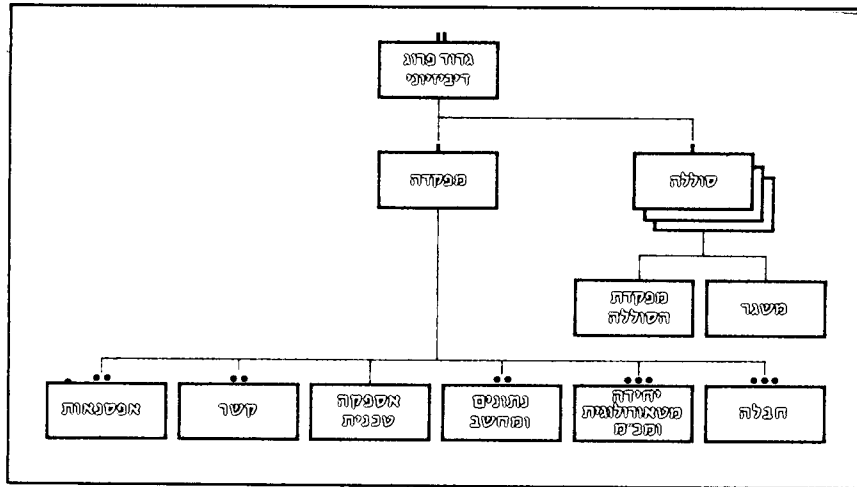 גדוד פרוג
דיביזיוני
מפקדה
סוללה
מפקדת
הסוללה
משגר
אפסנאות
קשר
אספקה
טכנית
נתונים
ומחשב
יחידה
מטאורולוגית
ומכ״מ
חבלה